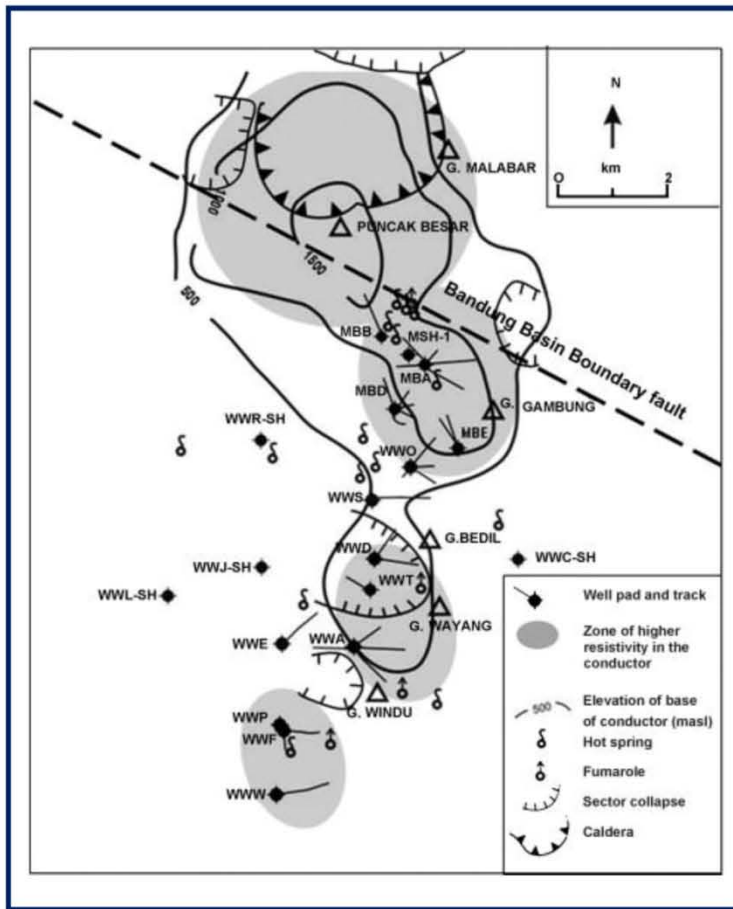 N
km
O 2
G. MALABAR
1000
PUNCAK BESAR
1500
500
Bandung Basin Boundary fault
MBB
MSH-1
MBA
MBD
G. GAMBUNG
MBE
WWR-SH
WWO
WWS
G.BEDIL
WWD
WWC-SH
WWJ-SH
WWT
WWL-SH
G. WAYANG
WWE
WWA
G. WINDU
WWP
WWF
WWW
Well pad and track
Zone of higher
resistivity in the
conductor
500
Elevation of base
of conductor (masl)
Hot spring
Fumarole
Sector collapse
Caldera